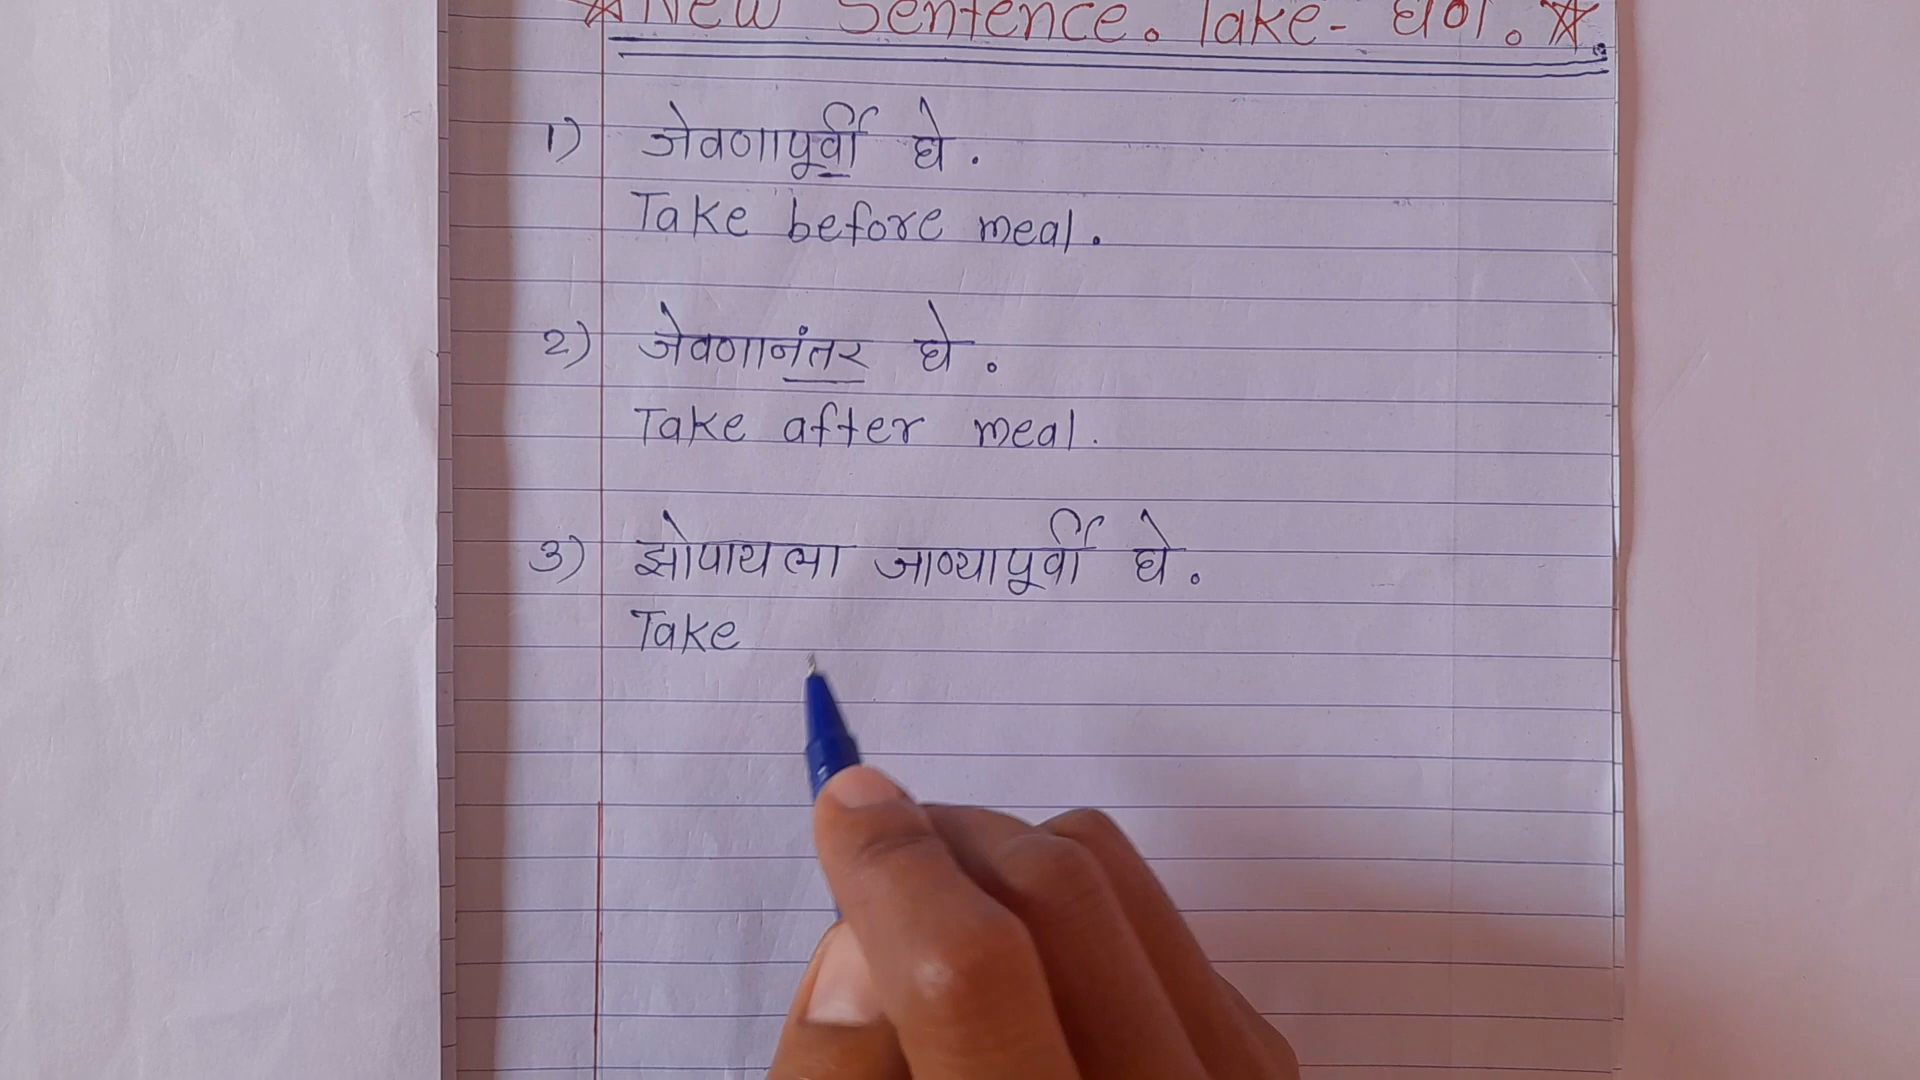 ☆ New Sentence. Take- घेणे. ☆.
1) जेवणापूर्वी घे.
Take before meal.
2) जेवणानंतर घे.
Take after meal.
3) झोपायला जाण्यापूर्वी घे.
Take